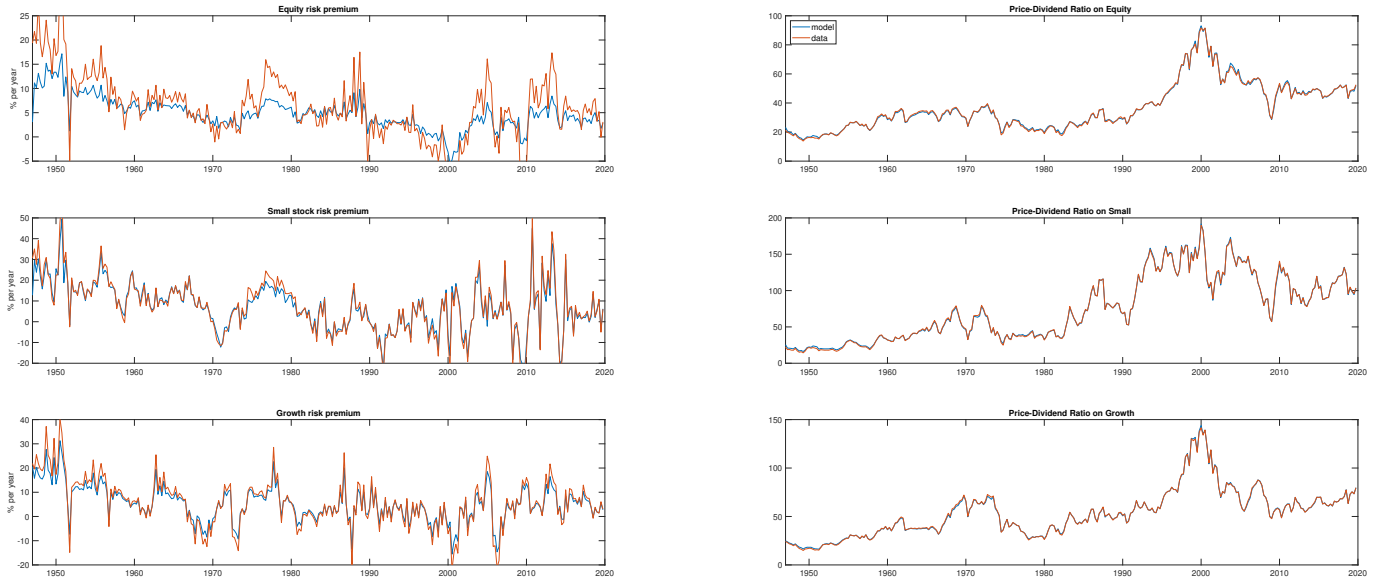 Equity risk premium
25
20
15
10
5
0
-5
% per year
1950 1960 1970 1980 1990 2000 2010 2020
Price-Dividend Ratio on Equity
100
80
60
40
20
0
model
data
1950 1960 1970 1980 1990 2000 2010 2020
Small stock risk premium
50
40
30
20
10
0
-10
-20
% per year
1950 1960 1970 1980 1990 2000 2010 2020
Price-Dividend Ratio on Small
200
150
100
50
0
1950 1960 1970 1980 1990 2000 2010 2020
Growth risk premium
40
30
20
10
0
-10
-20
% per year
1950 1960 1970 1980 1990 2000 2010 2020
Price-Dividend Ratio on Growth
150
100
50
0
1950 1960 1970 1980 1990 2000 2010 2020